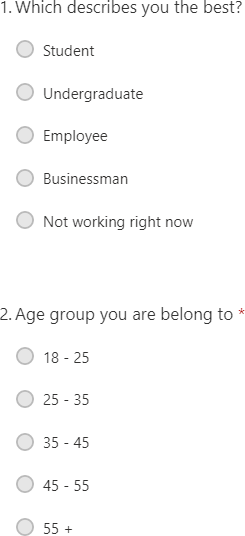 1. Which describes you the best?
Student
Undergraduate
Employee
Businessman
Not working right now
2. Age group you are belong to *
18 - 25
25 - 35
35 - 45
45 - 55
55 +